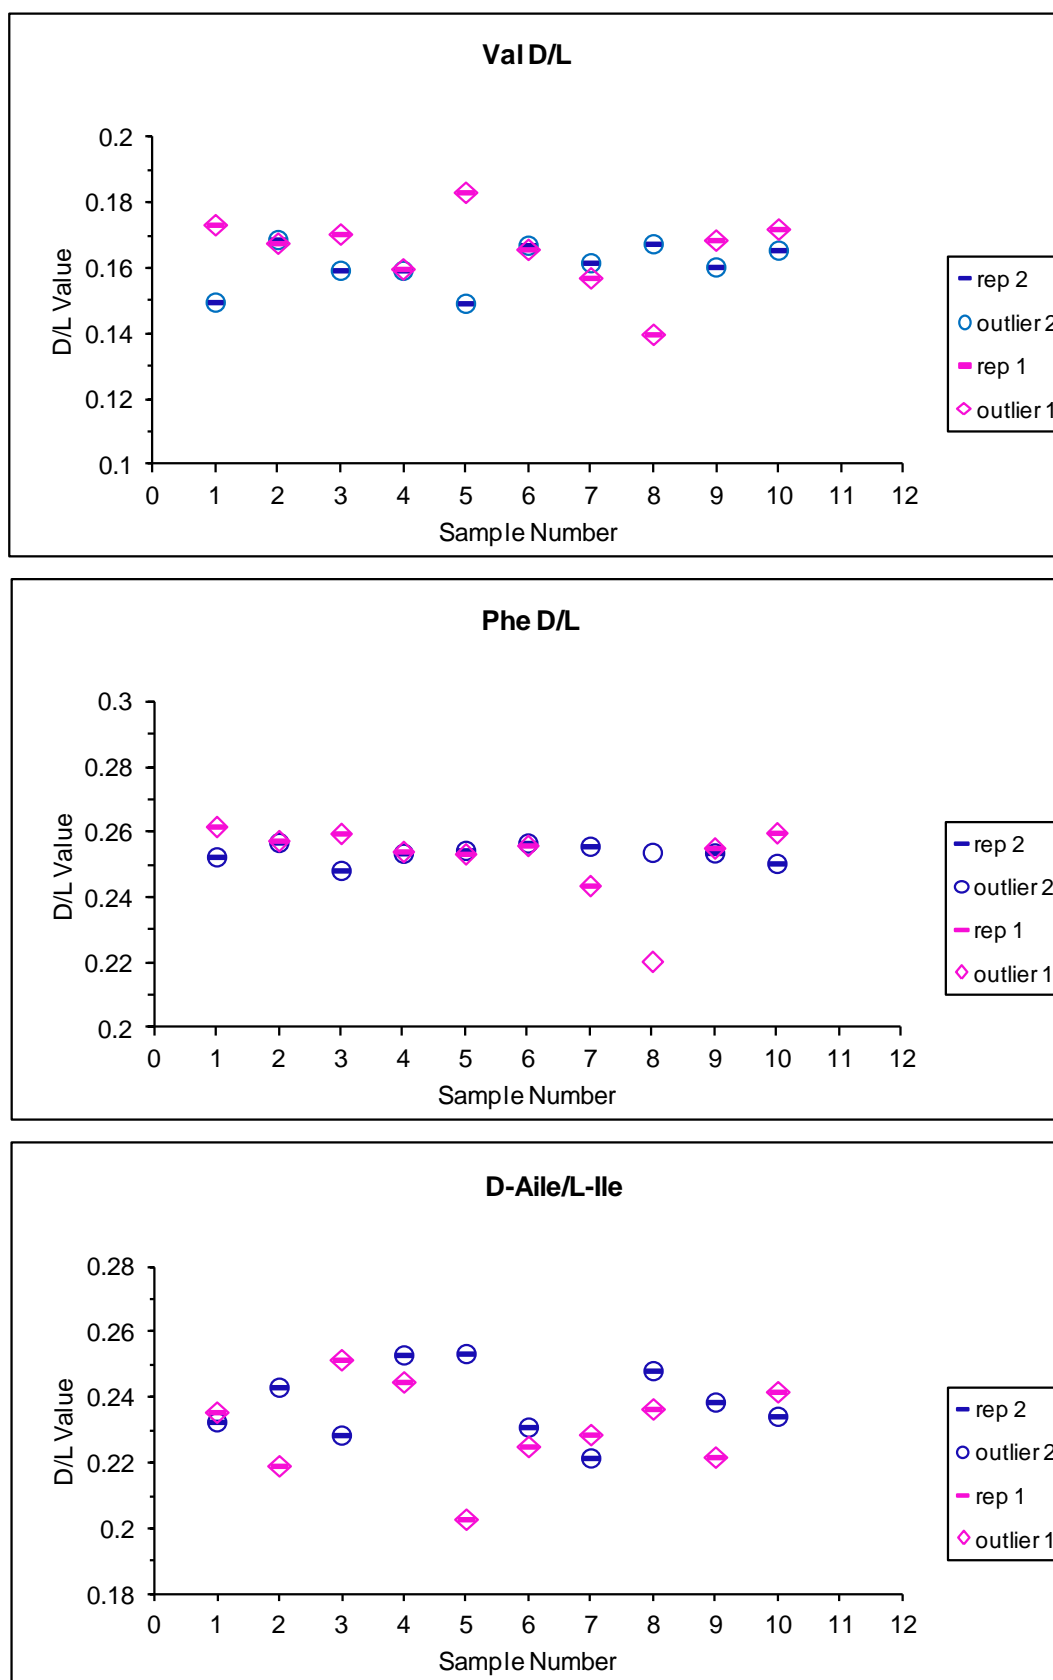 Val D/L
0.2
0.18
0.16
0.14
0.12
0.1
D/L Value
0 1 2 3 4 5 6 7 8 9 10 11 12
Sample Number
rep 2
outlier 2
rep 1
outlier 1
Phe D/L
0.3
0.28
0.26
0.24
0.22
0.2
D/L Value
0 1 2 3 4 5 6 7 8 9 10 11 12
Sample Number
rep 2
outlier 2
rep 1
outlier 1
D-Aile/L-Ile
0.28
0.26
0.24
0.22
0.2
0.18
D/L Value
0 1 2 3 4 5 6 7 8 9 10 11 12
Sample Number
rep 2
outlier 2
rep 1
outlier 1